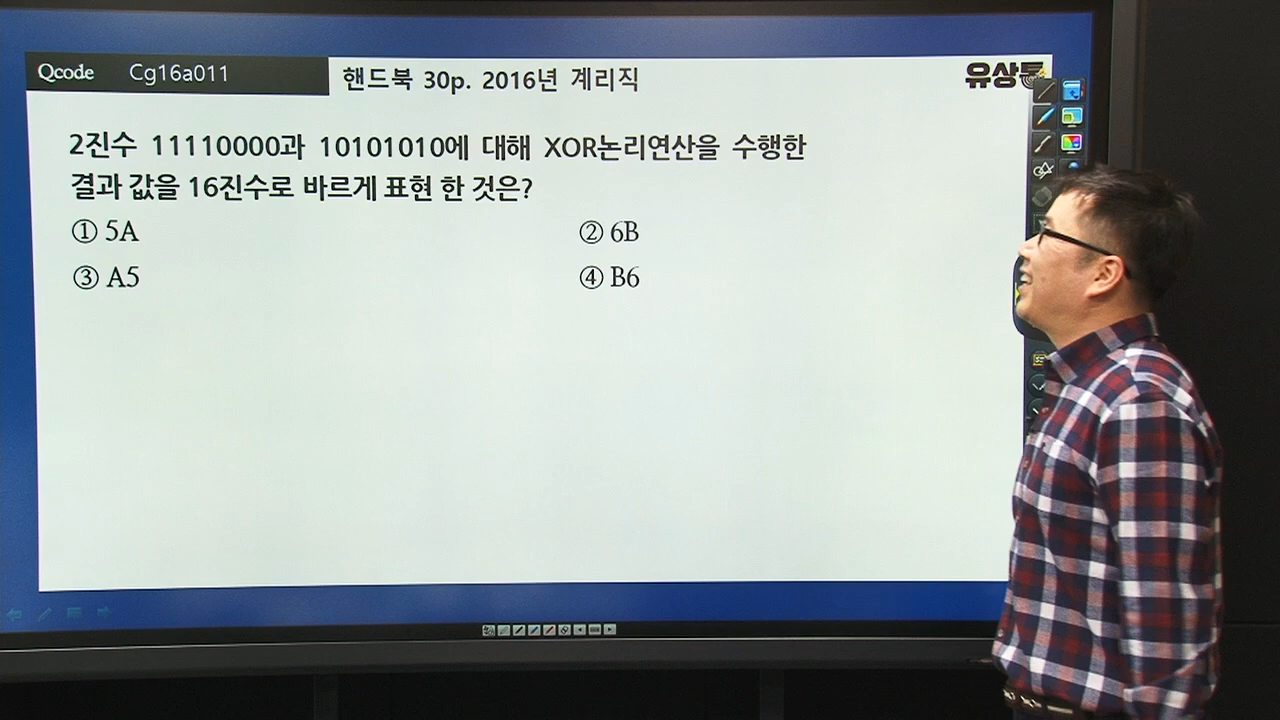 Qcode Cg16a011 핸드북 30p. 2016년 계리직
2진수 11110000과 10101010에 대해 XOR논리연산을 수행한
결과 값을 16진수로 바르게 표현 한 것은?
① 5A ② 6B
③ A5 ④ B6